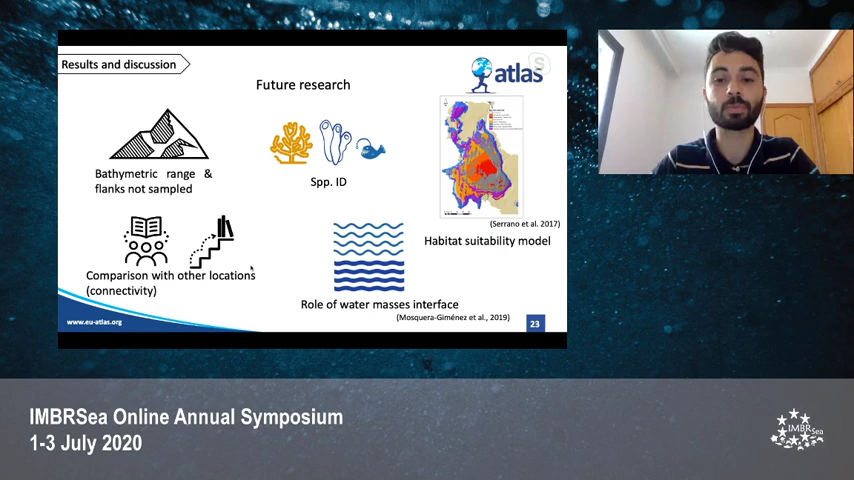 Results and discussion
Future research
atlas
S
Bathymetric range &
flanks not sampled
Spp. ID
(Serrano et al. 2017)
Habitat suitability model
Comparison with other locations
(connectivity)
Role of water masses interface
(Mosquera-Giménez et al., 2019)
www.eu-atlas.org
23
IMBRSea Online Annual Symposium
1-3 July 2020
IMBRSea